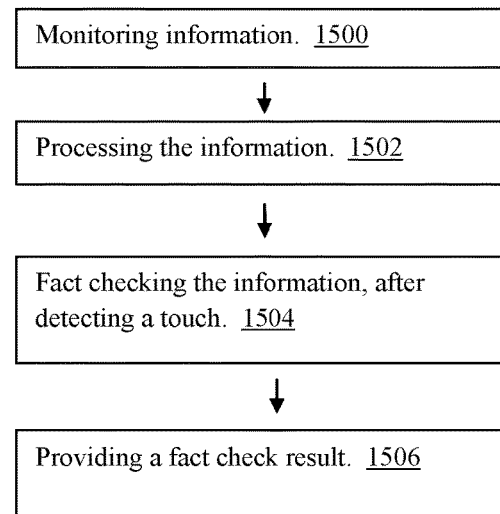 Monitoring information. 1500
Processing the information. 1502
Fact checking the information, after
detecting a touch. 1504
Providing a fact check result. 1506